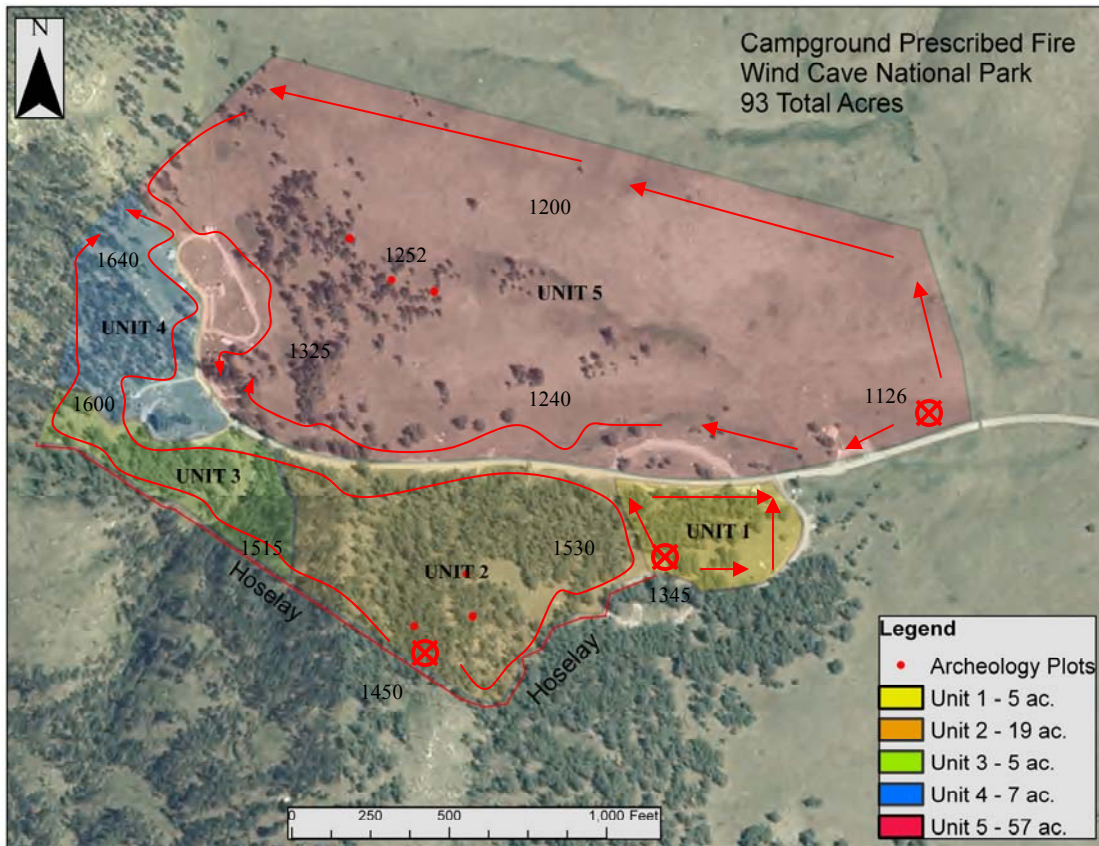 N
Campground Prescribed Fire
Wind Cave National Park
93 Total Acres
1200
1252
1640
UNIT 5
UNIT 4
1325
1240
1126
1600
UNIT 3
UNIT 1
1515
1530
UNIT 2
Hoselay
1345
Hoselay
1450
Legend
Archeology Plots
Unit 1 - 5 ac.
Unit 2 - 19 ac.
Unit 3 - 5 ac.
Unit 4 - 7 ac.
Unit 5 - 57 ac.
0 250 500 1,000 Feet